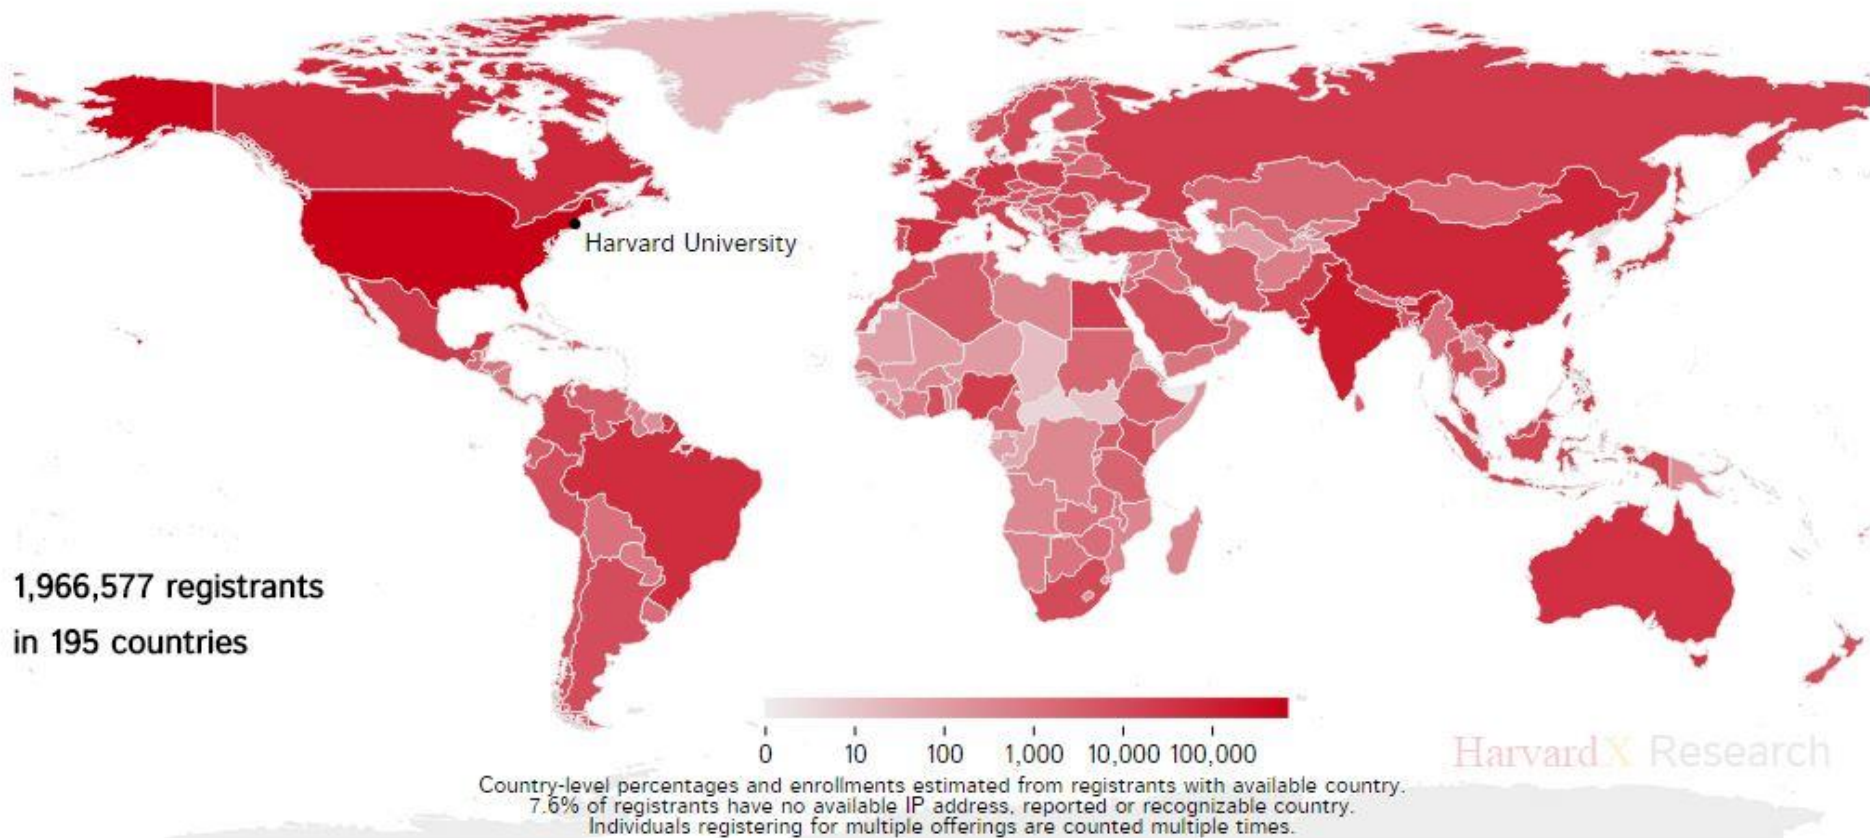 Harvard University
1,966,577 registrants
in 195 countries
0 10 100 1,000 10,000 100,000
HarvardX Research
Country-level percentages and enrollments estimated from registrants with available country.
7.6% of registrants have no available IP address, reported or recognizable country.
Individuals registering for multiple offerings are counted multiple times.